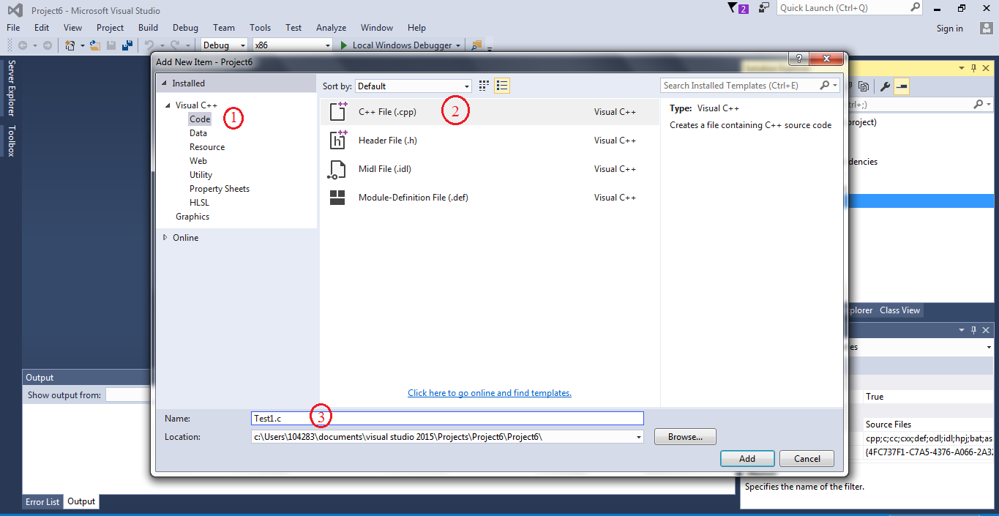 Project6 - Microsoft Visual Studio
2
Quick Launch (Ctrl+Q)
File Edit View Project Build Debug Team Tools Test Analyze Window Help
Sign in
Debug x86 Local Windows Debugger
Server Explorer
Toolbox
Add New Item - Project6
?
Installed
Visual C++
Code
1
Data
Resource
Web
Utility
Property Sheets
HLSL
Graphics
Online
Sort by: Default
C++ File (.cpp) 2 Visual C++
Header File (.h) Visual C++
Midl File (.idl) Visual C++
Module-Definition File (.def) Visual C++
Click here to go online and find templates.
Search Installed Templates (Ctrl+E)
Type: Visual C++
Creates a file containing C++ source code
Name: Test1.c 3
Location: c:\Users\104283\documents\visual studio 2015\Projects\Project6\Project6\
Browse...
Add Cancel
trl+;)
project)
dencies
plorer Class View
es
True
Source Files
cpp;c;cc;cxx;def;odl;idl;hpj;bat;as
{4FC737F1-C7A5-4376-A066-2A32
Specifies the name of the filter.
Output
Show output from:
Error List Output